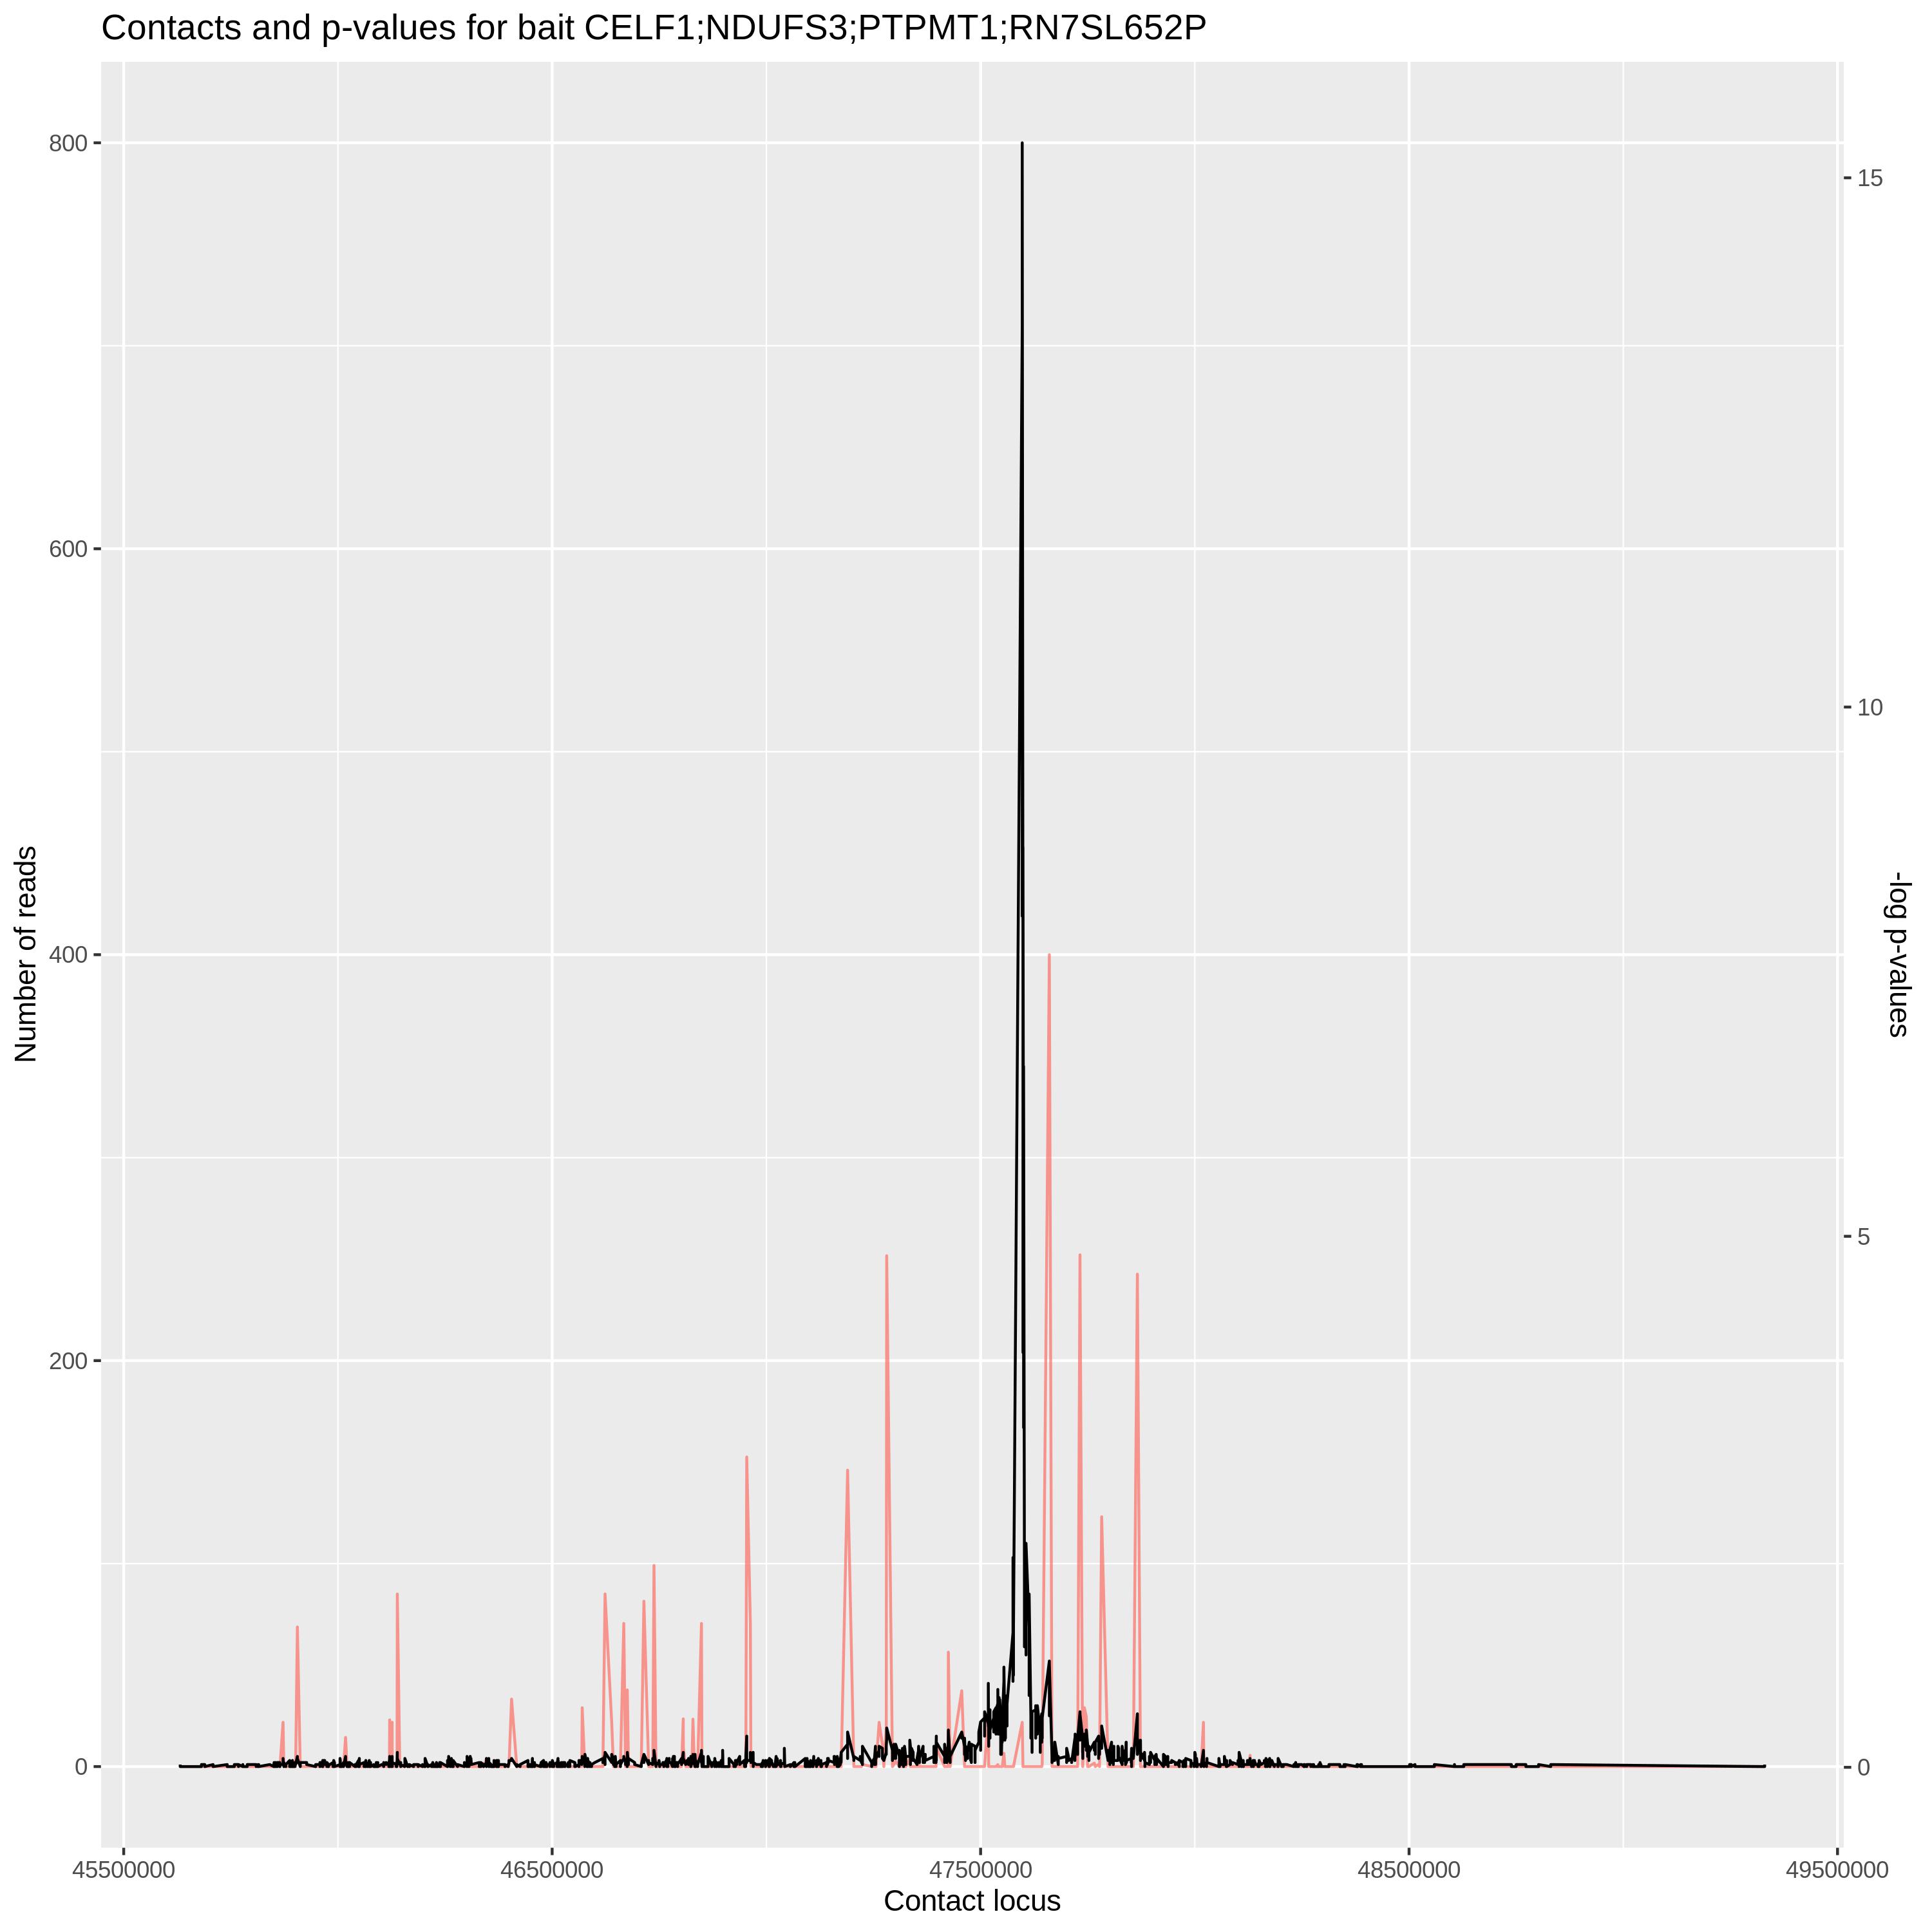 Contacts and p-values for bait CELF1;NDUFS3;PTPMT1;RN7SL652P
800
600
400
200
0
Number of reads
15
10
5
0
-log p-values
45500000 46500000 47500000 48500000 49500000
Contact locus